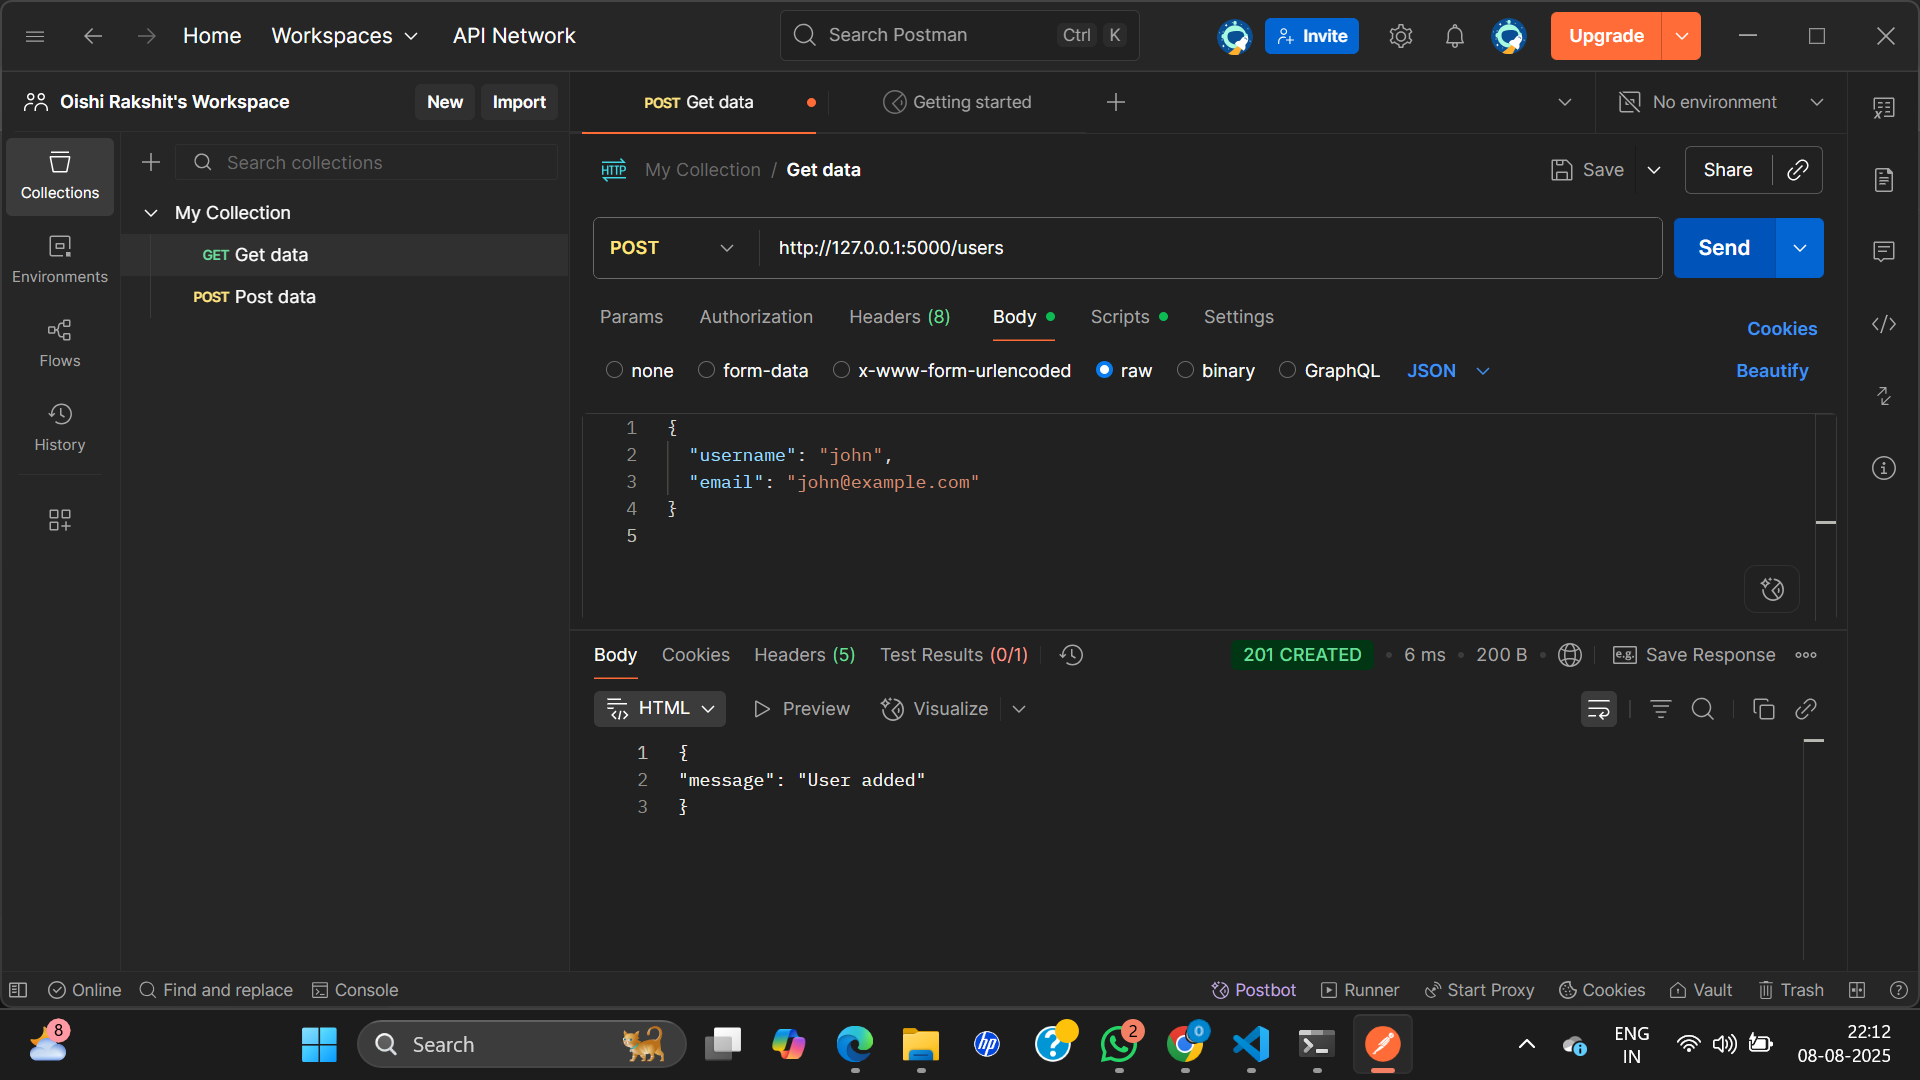 Home
Workspaces
API Network
Search Postman
Ctrl K
Invite
Upgrade
Oishi Rakshit's Workspace
New
Import
POST Get data
Getting started
No environment
Collections
Environments
Flows
History
Search collections
My Collection
GET Get data
POST Post data
HTTP
My Collection / Get data
Save
Share
POST
http://127.0.0.1:5000/users
Send
Params
Authorization
Headers (8)
Body
Scripts
Settings
Cookies
none
form-data
x-www-form-urlencoded
raw
binary
GraphQL
JSON
Beautify
1 {
2 "username": "john",
3 "email": "john@example.com"
4 }
5
Body
Cookies
Headers (5)
Test Results (0/1)
201 CREATED
6 ms
200 B
e.g. Save Response
HTML
Preview
Visualize
1 {
2 "message": "User added"
3 }
Online
Find and replace
Console
Postbot
Runner
Start Proxy
Cookies
Vault
Trash
8
Search
hp
2
0
ENG
IN
22:12
08-08-2025